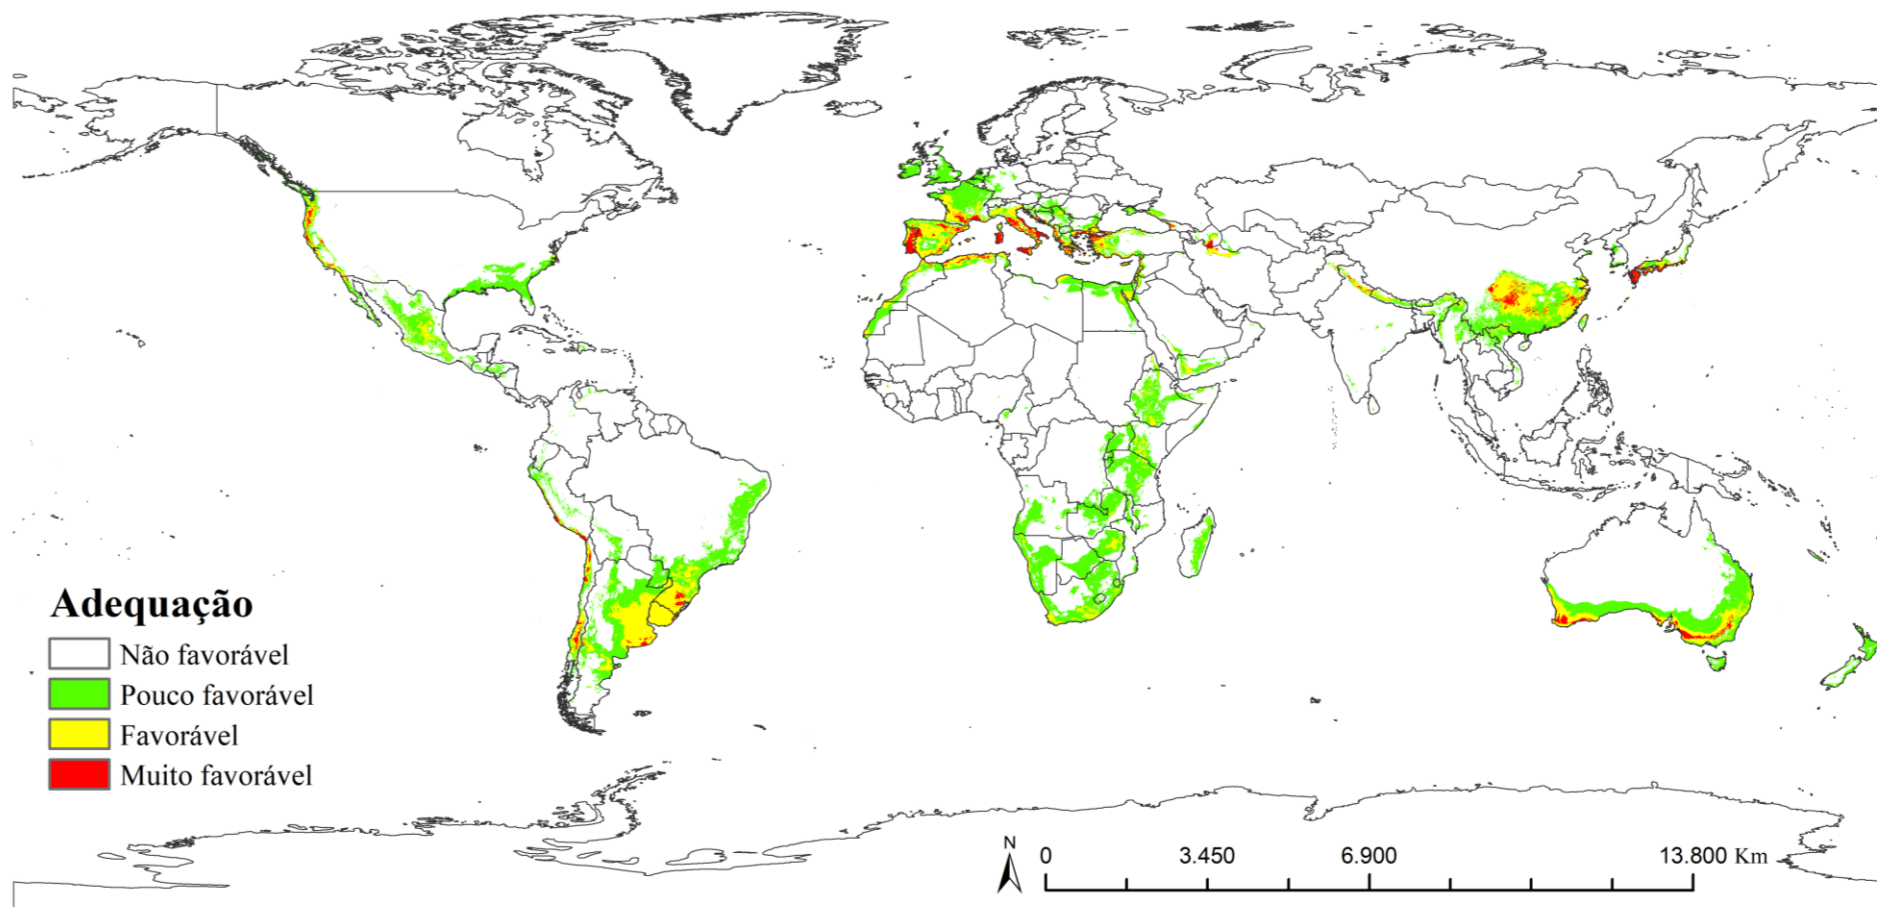 Adequação
Não favorável
Pouco favorável
Favorável
Muito favorável
N
0 3.450 6.900 13.800 Km